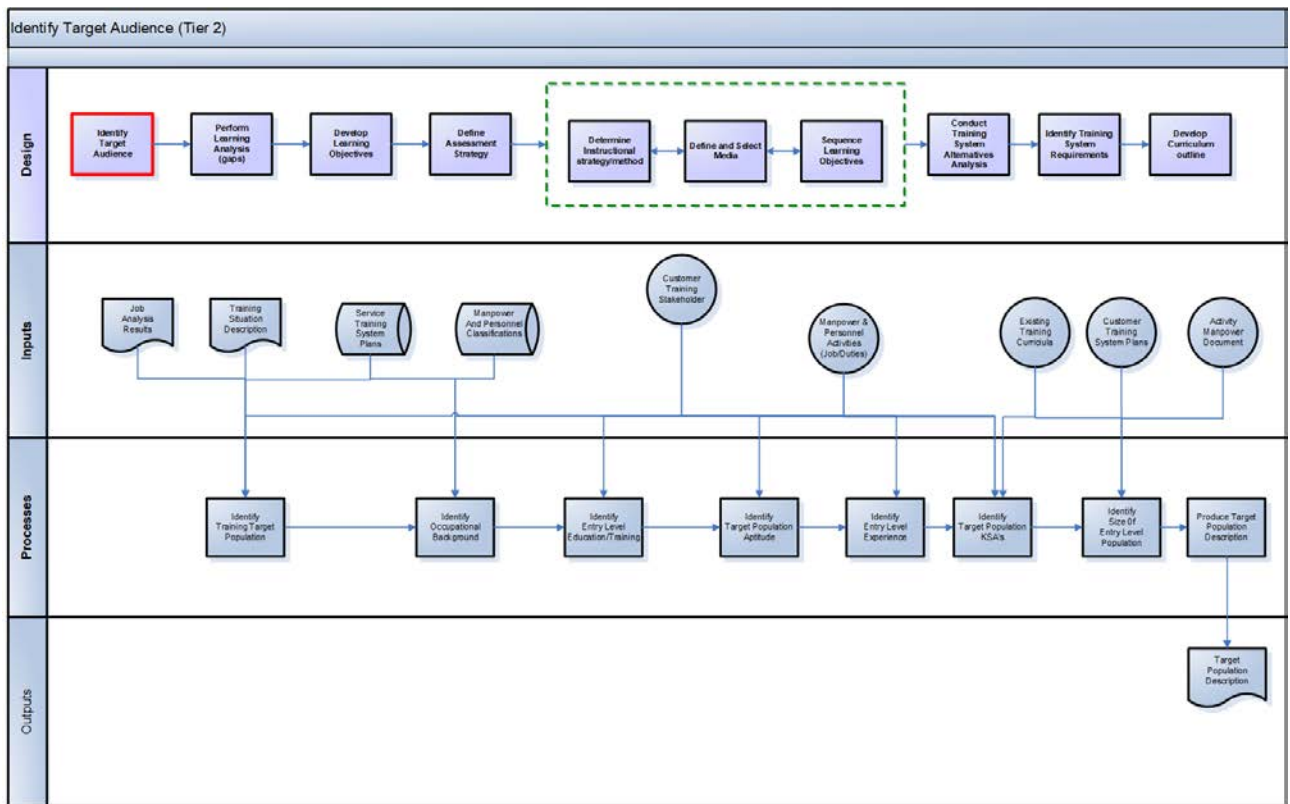 Identify Target Audience (Tier 2)
Design
Identify
Target
Audience
Perform
Learning
Analysis
(gaps)
Develop
Learning
Objectives
Define
Assessment
Strategy
Determine
Instructional
strategy/method
Define and Select
Media
Sequence
Learning
Objectives
Conduct
Training
System
Alternatives
Analysis
Identify Training
System
Requirements
Develop
Curriculum
outline
Inputs
Job
Analysis
Results
Training
Situation
Description
Service
Training
System
Plans
Manpower
And Personnel
Classifications
Customer
Training
Stakeholder
Manpower &
Personnel
Activities
(Job/Duties)
Existing
Training
Curricula
Customer
Training
System Plans
Activity
Manpower
Document
Processes
Identify
Training Target
Population
Identify
Occupational
Background
Identify
Entry Level
Education/Training
Identify
Target Population
Aptitude
Identify
Entry Level
Experience
Identify
Target Population
KSA's
Identify
Size Of
Entry Level
Population
Produce Target
Population
Description
Outputs
Target
Population
Description